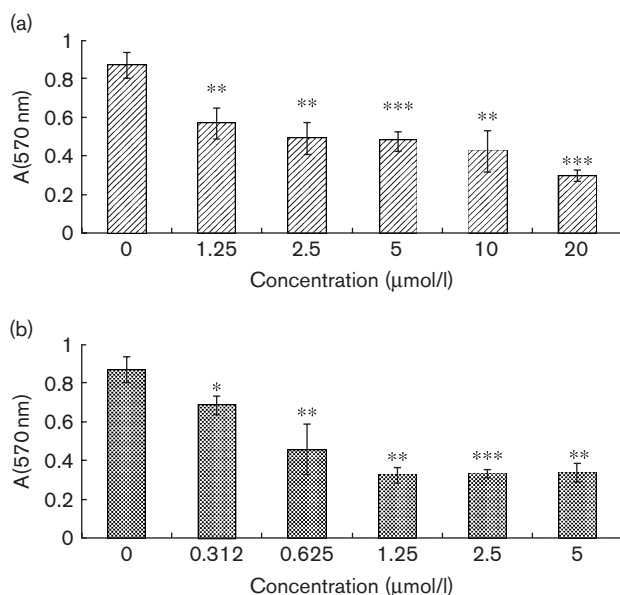 (a)
1
0.8
0.6
0.4
0.2
0
A(570 nm)
** ** *** ** ***
0 1.25 2.5 5 10 20
Concentration (μmol/l)
(b)
1
0.8
0.6
0.4
0.2
0
A(570 nm)
* ** ** *** **
0 0.312 0.625 1.25 2.5 5
Concentration (μmol/l)